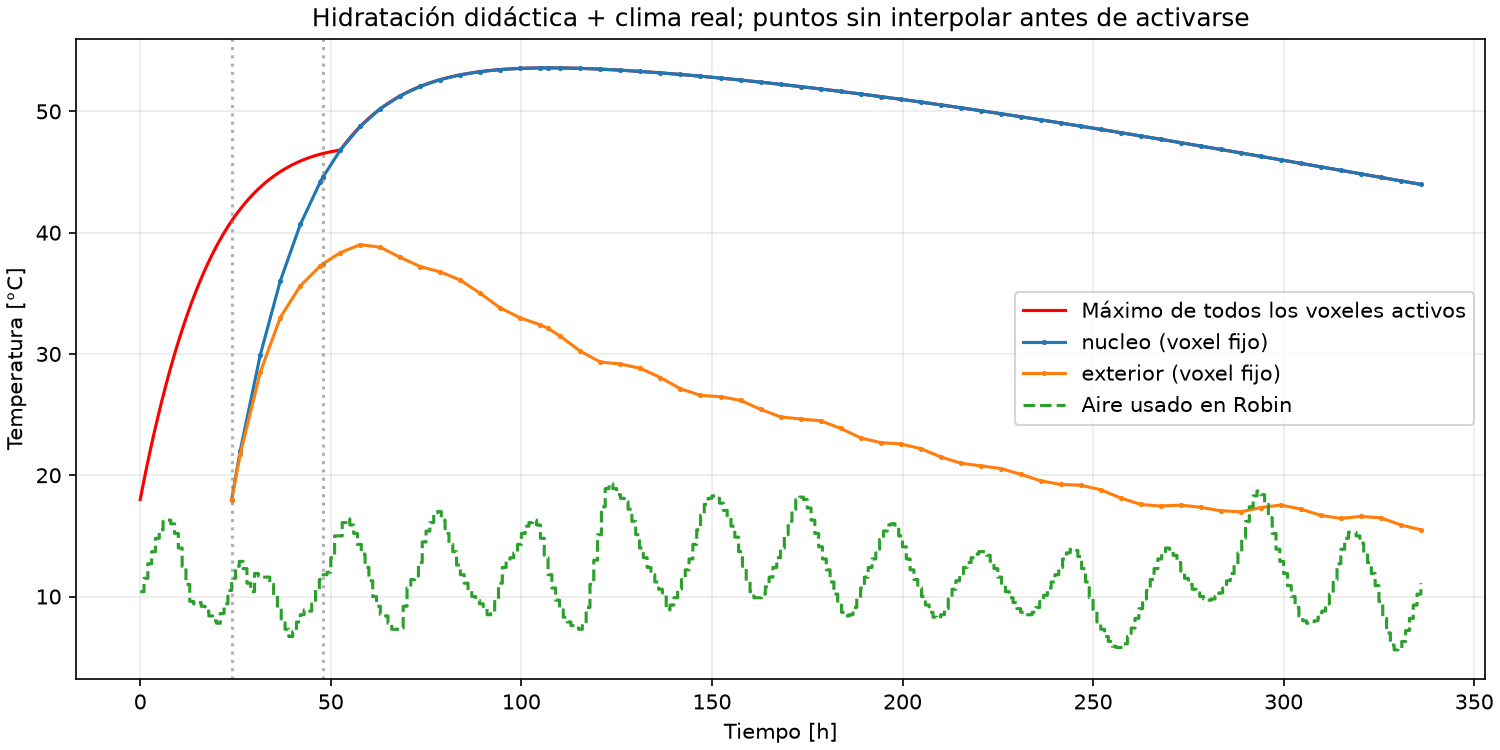 Hidratación didáctica + clima real; puntos sin interpolar antes de activarse
Temperatura [°C]
50
40
30
20
10
Máximo de todos los voxeles activos
nucleo (voxel fijo)
exterior (voxel fijo)
Aire usado en Robin
0
50
100
150
200
250
300
350
Tiempo [h]